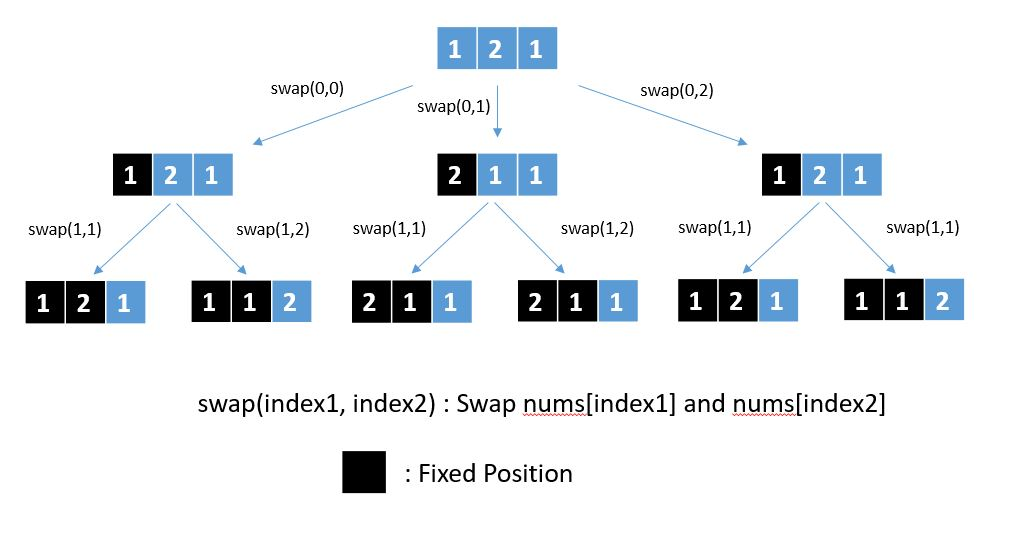 1 2 1
swap(0,0)
swap(0,1)
swap(0,2)
1 2 1
2 1 1
1 2 1
swap(1,1)
swap(1,2)
swap(1,1)
swap(1,2)
swap(1,1)
swap(1,1)
1 2 1
1 1 2
2 1 1
2 1 1
1 2 1
1 1 2
swap(index1, index2) : Swap nums[index1] and nums[index2]
: Fixed Position